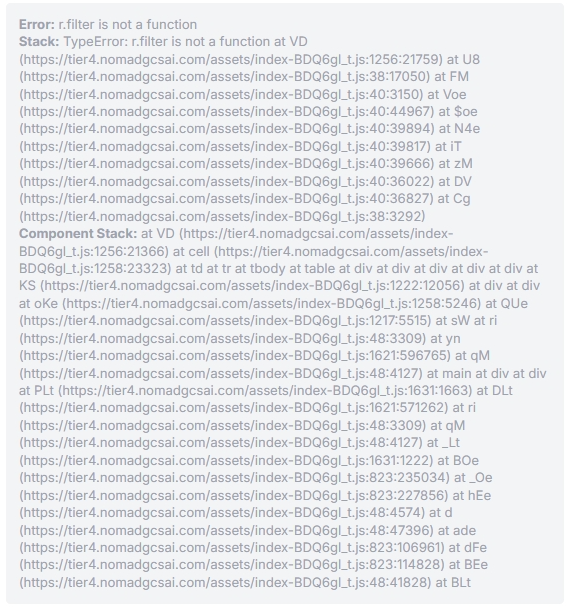 Error: r.filter is not a function
Stack: TypeError: r.filter is not a function at VD
(https://tier4.nomadgcsai.com/assets/index-BDQ6gl_t.js:1256:21759) at U8
(https://tier4.nomadgcsai.com/assets/index-BDQ6gl_t.js:38:17050) at FM
(https://tier4.nomadgcsai.com/assets/index-BDQ6gl_t.js:40:3150) at Voe
(https://tier4.nomadgcsai.com/assets/index-BDQ6gl_t.js:40:44967) at $oe
(https://tier4.nomadgcsai.com/assets/index-BDQ6gl_t.js:40:39894) at N4e
(https://tier4.nomadgcsai.com/assets/index-BDQ6gl_t.js:40:39817) at iT
(https://tier4.nomadgcsai.com/assets/index-BDQ6gl_t.js:40:39666) at zM
(https://tier4.nomadgcsai.com/assets/index-BDQ6gl_t.js:40:36022) at DV
(https://tier4.nomadgcsai.com/assets/index-BDQ6gl_t.js:40:36827) at Cg
(https://tier4.nomadgcsai.com/assets/index-BDQ6gl_t.js:38:3292)
Component Stack: at VD (https://tier4.nomadgcsai.com/assets/index-
BDQ6gl_t.js:1256:21366) at cell (https://tier4.nomadgcsai.com/assets/index-
BDQ6gl_t.js:1258:23323) at td at tr at tbody at table at div at div at div at div at div at
KS (https://tier4.nomadgcsai.com/assets/index-BDQ6gl_t.js:1222:12056) at div at div
at oKe (https://tier4.nomadgcsai.com/assets/index-BDQ6gl_t.js:1258:5246) at QUe
(https://tier4.nomadgcsai.com/assets/index-BDQ6gl_t.js:1217:5515) at sW at ri
(https://tier4.nomadgcsai.com/assets/index-BDQ6gl_t.js:48:3309) at yn
(https://tier4.nomadgcsai.com/assets/index-BDQ6gl_t.js:1621:596765) at qM
(https://tier4.nomadgcsai.com/assets/index-BDQ6gl_t.js:48:4127) at main at div at div
at PLt (https://tier4.nomadgcsai.com/assets/index-BDQ6gl_t.js:1631:1663) at DLt
(https://tier4.nomadgcsai.com/assets/index-BDQ6gl_t.js:1621:571262) at ri
(https://tier4.nomadgcsai.com/assets/index-BDQ6gl_t.js:48:3309) at qM
(https://tier4.nomadgcsai.com/assets/index-BDQ6gl_t.js:48:4127) at _Lt
(https://tier4.nomadgcsai.com/assets/index-BDQ6gl_t.js:1631:1222) at BOe
(https://tier4.nomadgcsai.com/assets/index-BDQ6gl_t.js:823:235034) at _Oe
(https://tier4.nomadgcsai.com/assets/index-BDQ6gl_t.js:823:227856) at hEe
(https://tier4.nomadgcsai.com/assets/index-BDQ6gl_t.js:48:4574) at d
(https://tier4.nomadgcsai.com/assets/index-BDQ6gl_t.js:48:47396) at ade
(https://tier4.nomadgcsai.com/assets/index-BDQ6gl_t.js:823:106961) at dFe
(https://tier4.nomadgcsai.com/assets/index-BDQ6gl_t.js:823:114828) at BEe
(https://tier4.nomadgcsai.com/assets/index-BDQ6gl_t.js:48:41828) at BLt